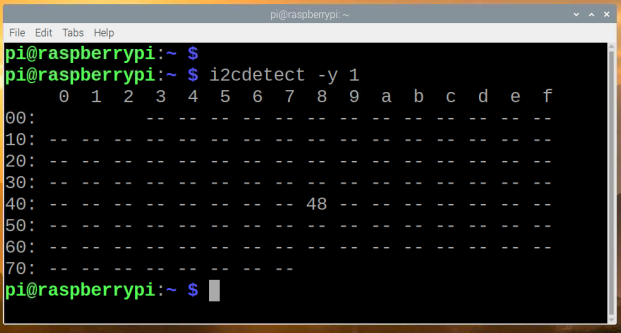 pi@raspberrypi: ~
File Edit Tabs Help
pi@raspberrypi:~ $
pi@raspberrypi:~ $ i2cdetect -y 1
     0  1  2  3  4  5  6  7  8  9  a  b  c  d  e  f
00:          -- -- -- -- -- -- -- -- -- -- -- -- --
10: -- -- -- -- -- -- -- -- -- -- -- -- -- -- -- --
20: -- -- -- -- -- -- -- -- -- -- -- -- -- -- -- --
30: -- -- -- -- -- -- -- -- -- -- -- -- -- -- -- --
40: -- -- -- -- -- -- -- -- 48 -- -- -- -- -- -- --
50: -- -- -- -- -- -- -- -- -- -- -- -- -- -- -- --
60: -- -- -- -- -- -- -- -- -- -- -- -- -- -- -- --
70: -- -- -- -- -- -- -- --
pi@raspberrypi:~ $